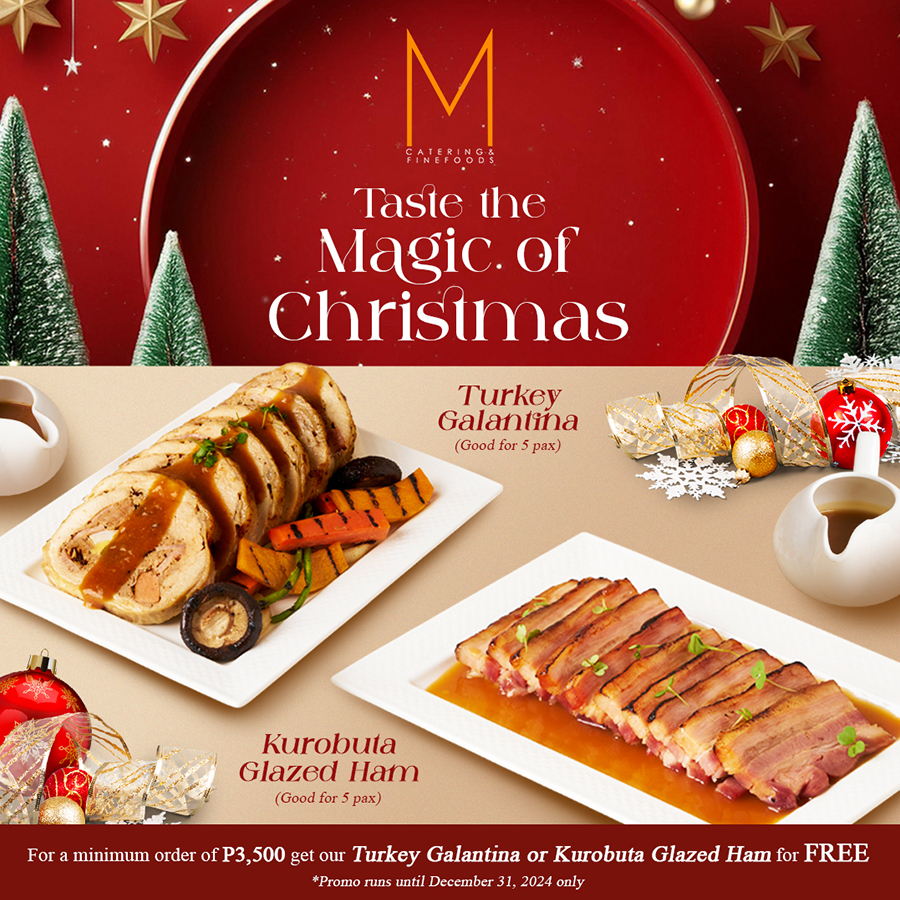 M
CATERING&
FINEFOODS
Taste the
Magic of
Christmas
Turkey
Galantina
(Good for 5 pax)
Kurobuta
Glazed Ham
(Good for 5 pax)
For a minimum order of P3,500 get our Turkey Galantina or Kurobuta Glazed Ham for FREE
*Promo runs until December 31, 2024 only